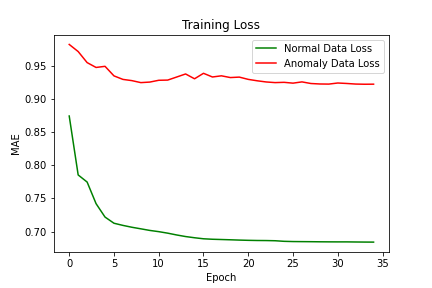 Training Loss
Normal Data Loss
Anomaly Data Loss
MAE
0.95
0.90
0.85
0.80
0.75
0.70
0 5 10 15 20 25 30 35
Epoch